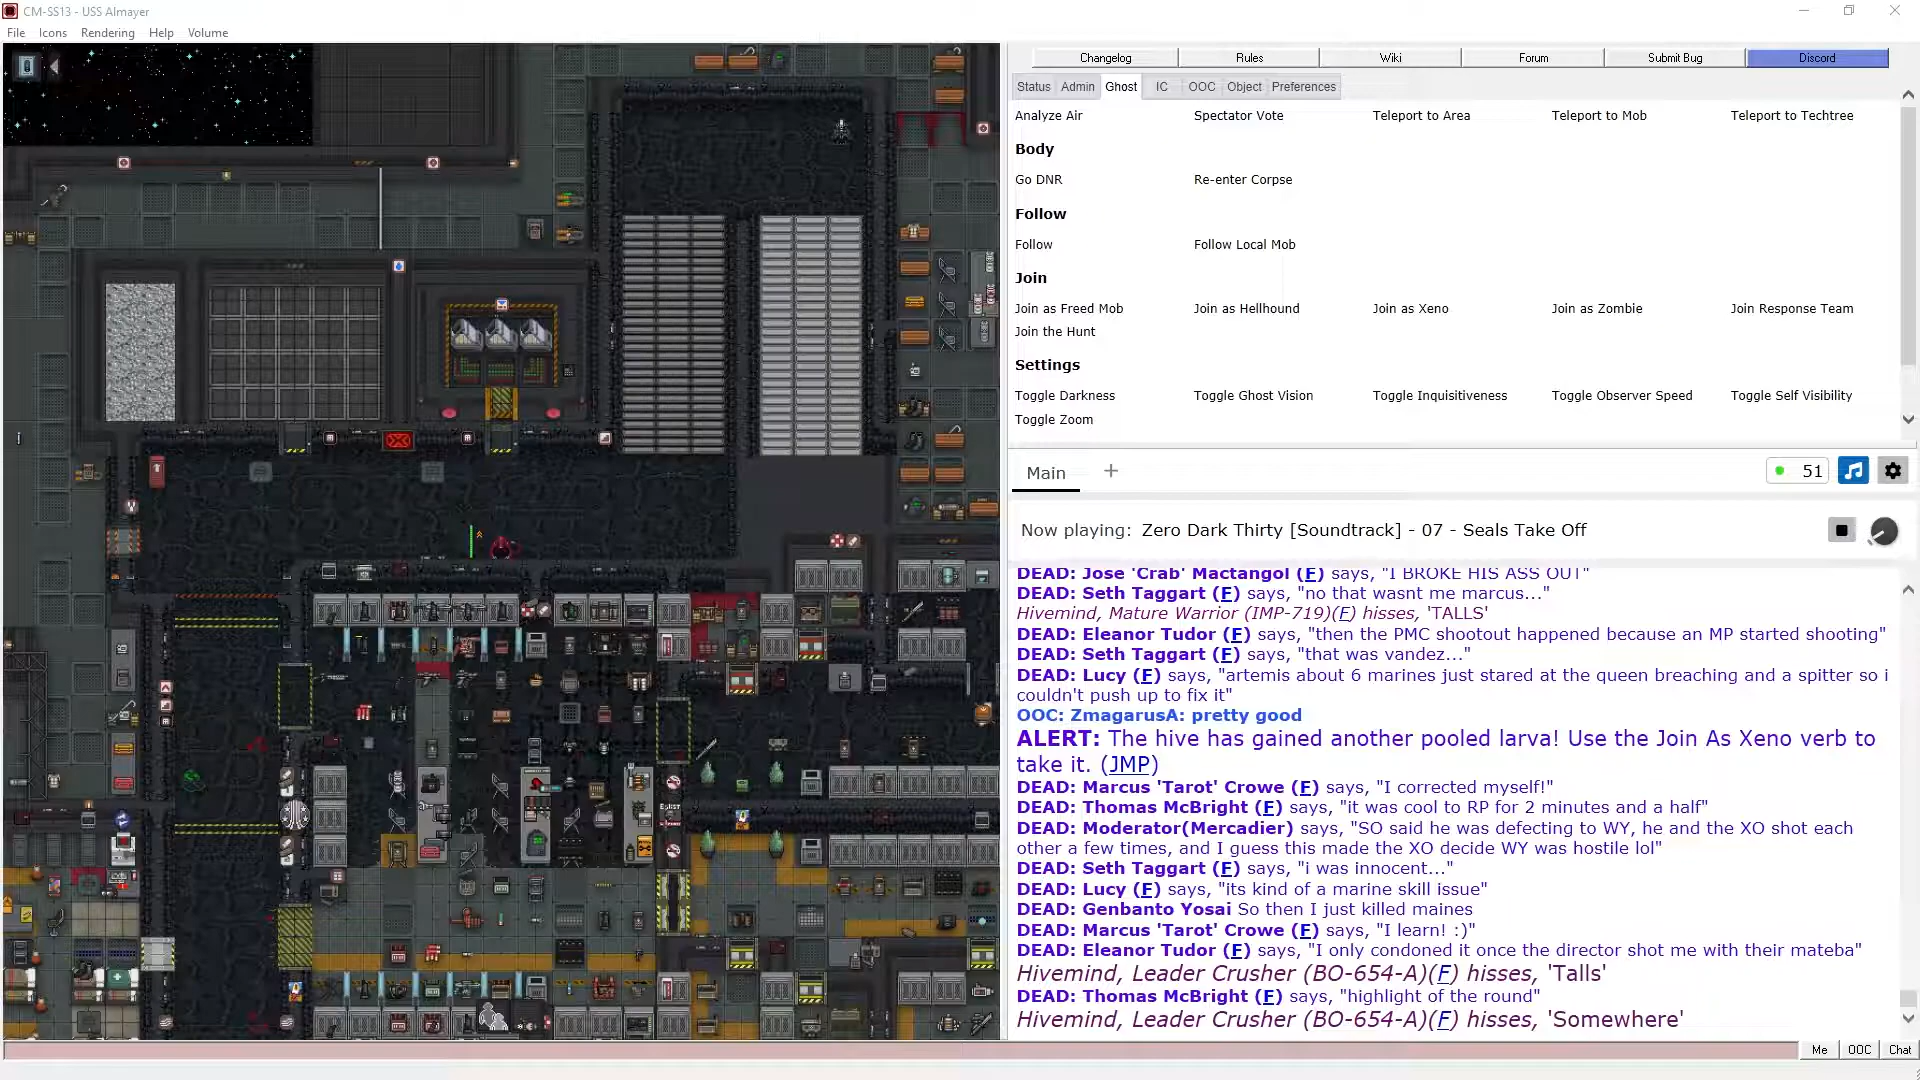 CM-SS13 - USS Almayer
File Icons Rendering Help Volume
Changelog Rules Wiki Forum Submit Bug Discord
Status Admin Ghost IC OOC Object Preferences
Analyze Air Spectator Vote Teleport to Area Teleport to Mob Teleport to Techtree
Body
Go DNR Re-enter Corpse
Follow
Follow Follow Local Mob
Join
Join as Freed Mob Join as Hellhound Join as Xeno Join as Zombie Join Response Team
Join the Hunt
Settings
Toggle Darkness Toggle Ghost Vision Toggle Inquisitiveness Toggle Observer Speed Toggle Self Visibility
Toggle Zoom
Main + 51
Now playing: Zero Dark Thirty [Soundtrack] - 07 - Seals Take Off
DEAD: Jose 'Crab' Mactangol (F) says, "I BROKE HIS ASS OUT"
DEAD: Seth Taggart (F) says, "no that wasnt me marcus..."
Hivemind, Mature Warrior (IMP-719)(F) hisses, 'TALLS'
DEAD: Eleanor Tudor (F) says, "then the PMC shootout happened because an MP started shooting"
DEAD: Seth Taggart (F) says, "that was vandez..."
DEAD: Lucy (F) says, "artemis about 6 marines just stared at the queen breaching and a spitter so i
couldn't push up to fix it"
OOC: ZmagarusA: pretty good
ALERT: The hive has gained another pooled larva! Use the Join As Xeno verb to
take it. (JMP)
DEAD: Marcus 'Tarot' Crowe (F) says, "I corrected myself!"
DEAD: Thomas McBright (F) says, "it was cool to RP for 2 minutes and a half"
DEAD: Moderator(Mercadier) says, "SO said he was defecting to WY, he and the XO shot each
other a few times, and I guess this made the XO decide WY was hostile lol"
DEAD: Seth Taggart (F) says, "i was innocent..."
DEAD: Lucy (F) says, "its kind of a marine skill issue"
DEAD: Genbanto Yosai So then I just killed maines
DEAD: Marcus 'Tarot' Crowe (F) says, "I learn! :)"
DEAD: Eleanor Tudor (F) says, "I only condoned it once the director shot me with their mateba"
Hivemind, Leader Crusher (BO-654-A)(F) hisses, 'Talls'
DEAD: Thomas McBright (F) says, "highlight of the round"
Hivemind, Leader Crusher (BO-654-A)(F) hisses, 'Somewhere'
Me OOC Chat